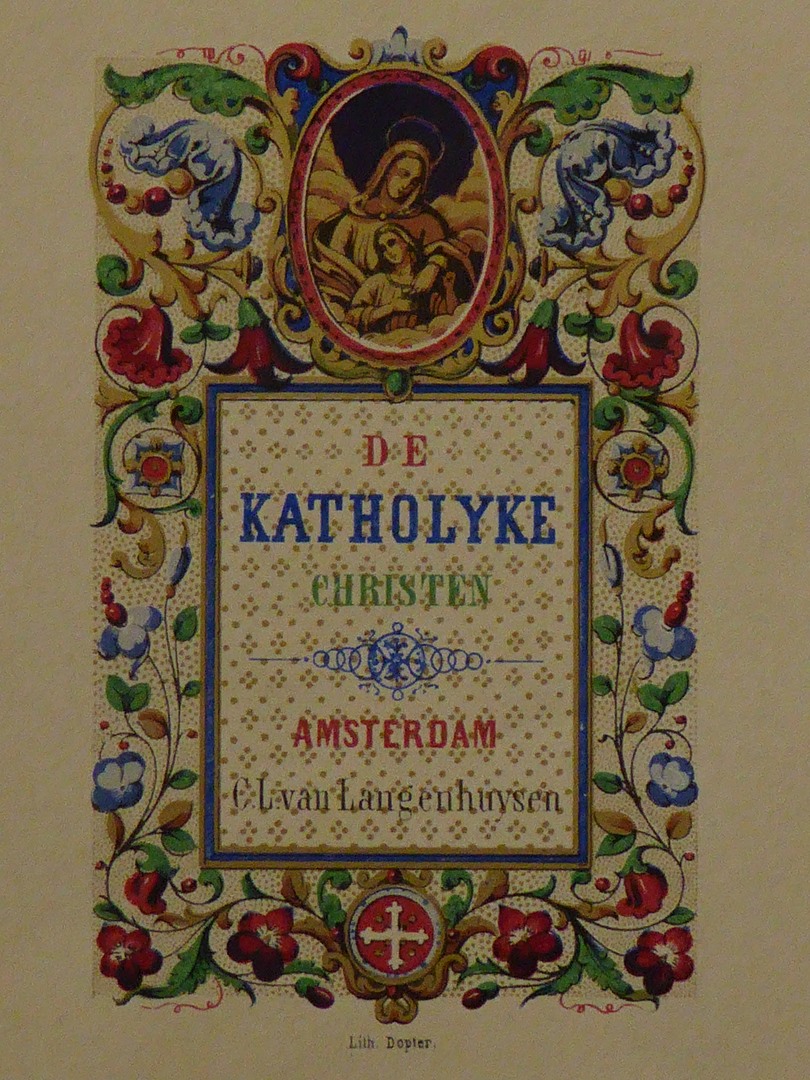 DE
KATHOLYKE
CHRISTEN
AMSTERDAM
C.L.van Langenhuysen
Lith. Dopter.